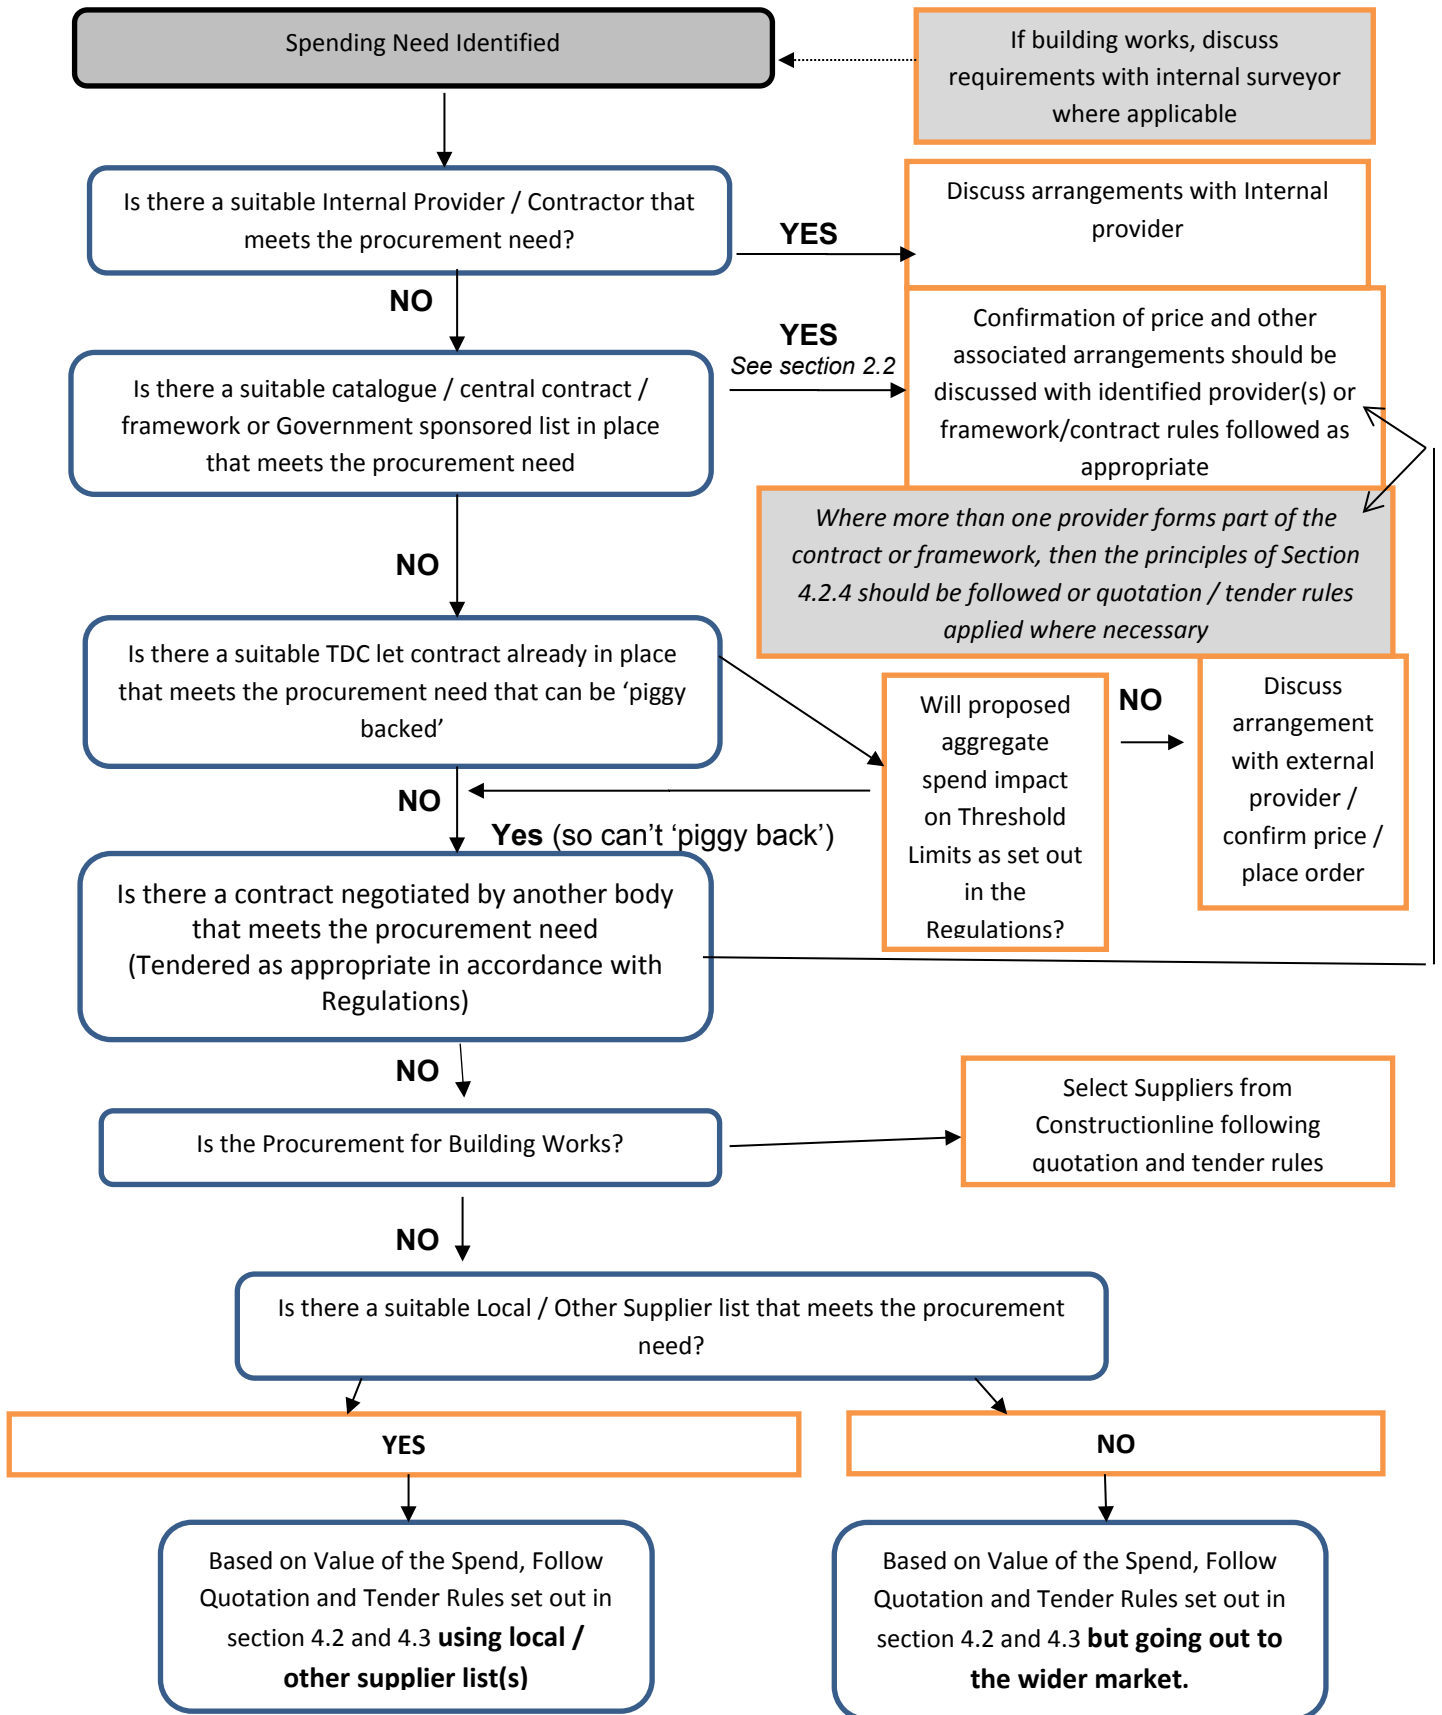 Spending Need Identified
If building works, discuss
requirements with internal surveyor
where applicable
Is there a suitable Internal Provider / Contractor that
meets the procurement need?
YES
Discuss arrangements with Internal
provider
NO
Is there a suitable catalogue / central contract /
framework or Government sponsored list in place
that meets the procurement need
YES
See section 2.2
Confirmation of price and other
associated arrangements should be
discussed with identified provider(s) or
framework/contract rules followed as
appropriate
Where more than one provider forms part of the
contract or framework, then the principles of Section
4.2.4 should be followed or quotation / tender rules
applied where necessary
NO
Is there a suitable TDC let contract already in place
that meets the procurement need that can be ‘piggy
backed’
Will proposed
aggregate
spend impact
on Threshold
Limits as set out
in the
Regulations?
NO
Discuss
arrangement
with external
provider /
confirm price /
place order
NO
Yes (so can’t ‘piggy back’)
Is there a contract negotiated by another body
that meets the procurement need
(Tendered as appropriate in accordance with
Regulations)
NO
Is the Procurement for Building Works?
Select Suppliers from
Constructionline following
quotation and tender rules
NO
Is there a suitable Local / Other Supplier list that meets the procurement
need?
YES
NO
Based on Value of the Spend, Follow
Quotation and Tender Rules set out in
section 4.2 and 4.3 using local /
other supplier list(s)
Based on Value of the Spend, Follow
Quotation and Tender Rules set out in
section 4.2 and 4.3 but going out to
the wider market.